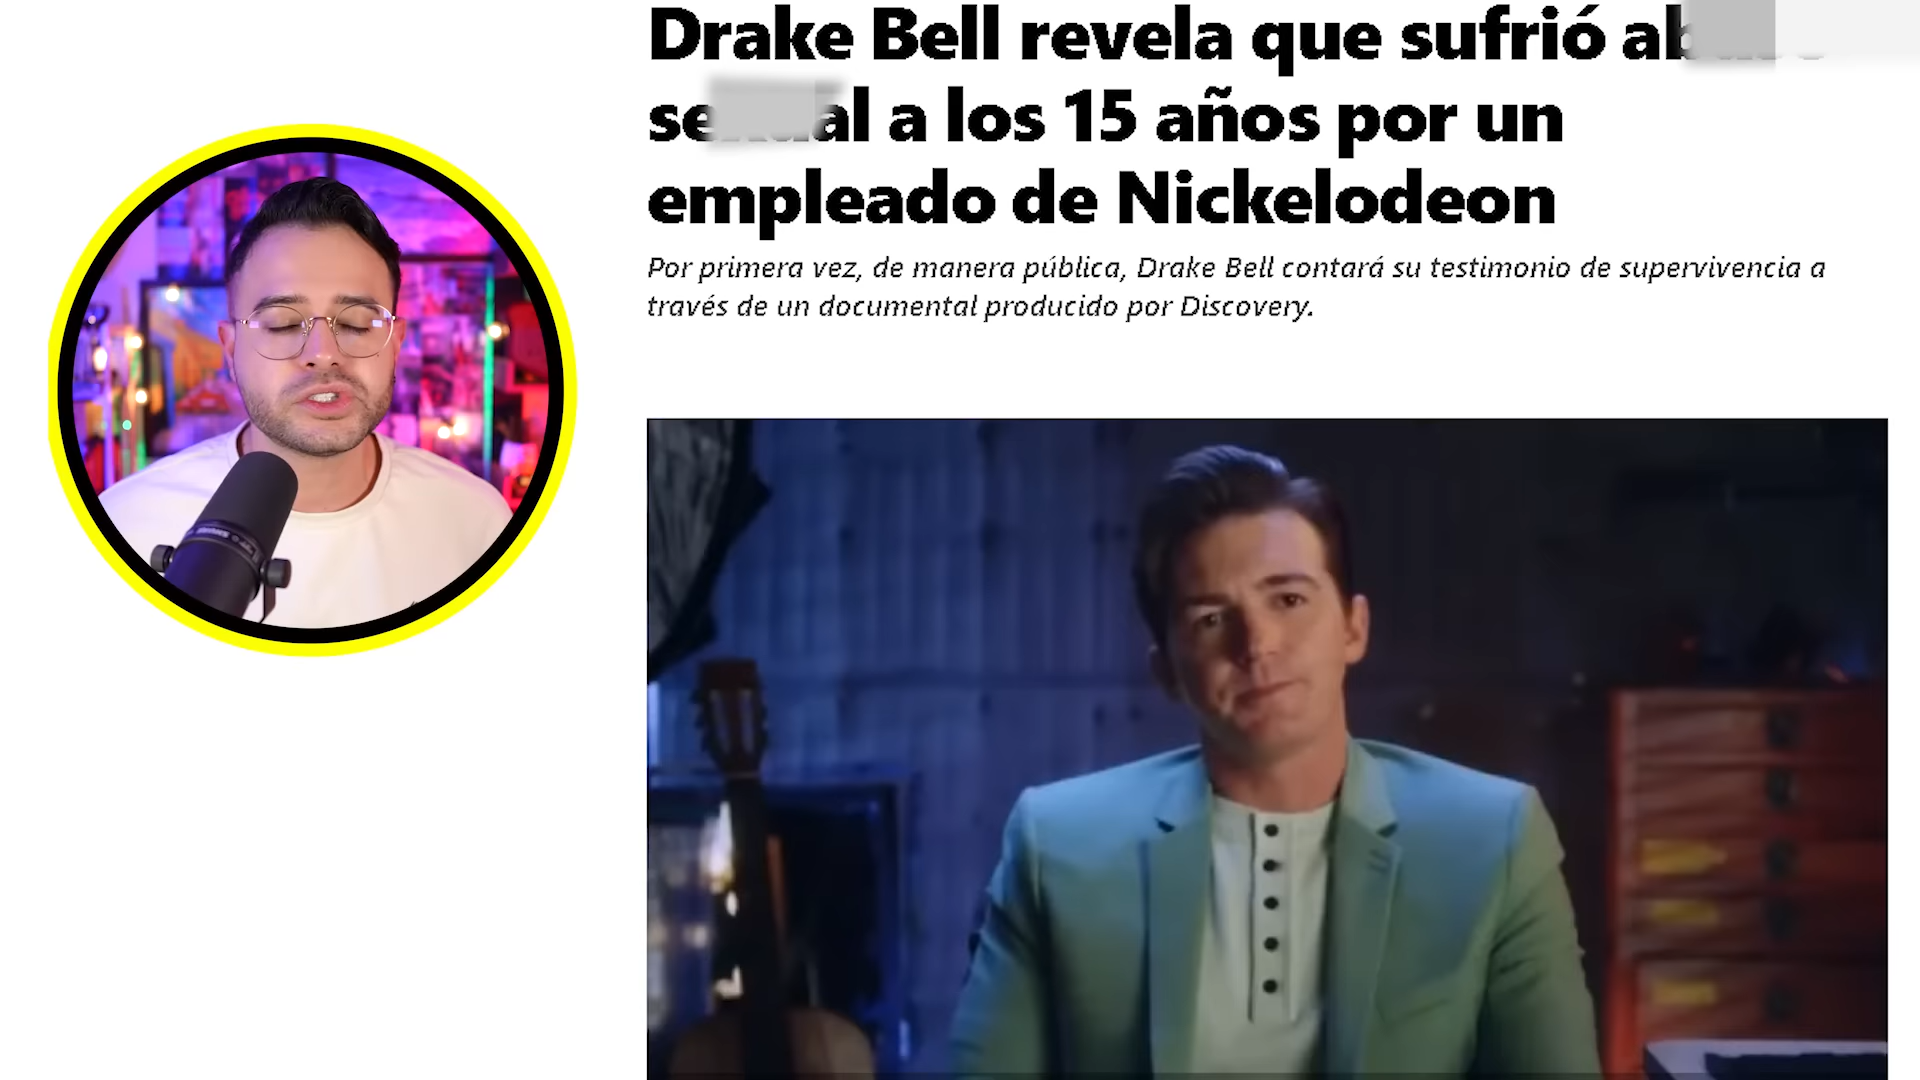 Drake Bell revela que sufrió
a los 15 años por un
empleado de Nickelodeon
Por primera vez, de manera pública, Drake Bell contará su testimonio de supervivencia a
través de un documental producido por Discovery.